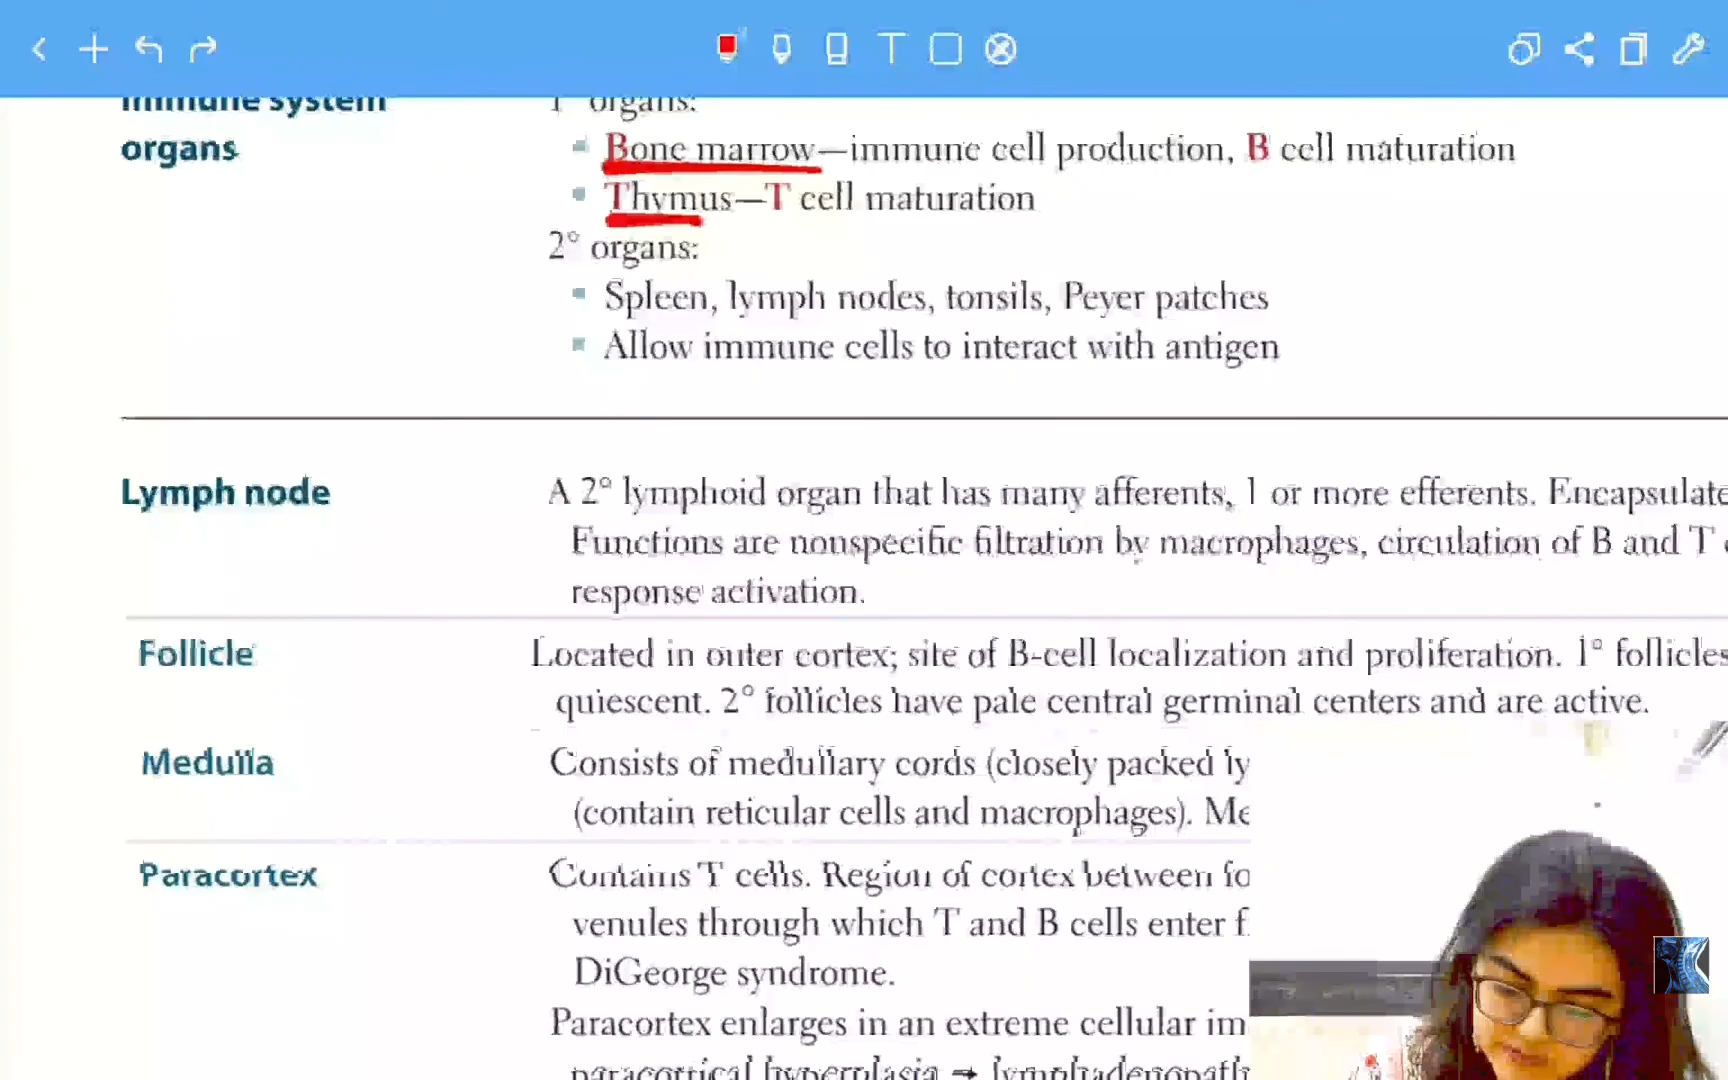 Immune system
organs
1° organs:
Bone marrow—immune cell production, B cell maturation
Thymus—T cell maturation
2° organs:
Spleen, lymph nodes, tonsils, Peyer patches
Allow immune cells to interact with antigen
Lymph node
A 2° lymphoid organ that has many afferents, 1 or more efferents.
Functions are nonspecific filtration by macrophages, circulation of B and T
response activation.
Follicle
Located in outer cortex; site of B-cell localization and proliferation. 1° follicles
quiescent. 2° follicles have pale central germinal centers and are active.
Medulla
Consists of medullary cords (closely packed
(contain reticular cells and macrophages).
Paracortex
Contains T cells. Region of cortex between
venules through which T and B cells enter
DiGeorge syndrome.
Paracortex enlarges in an extreme cellular
paracortical hyperplasia →